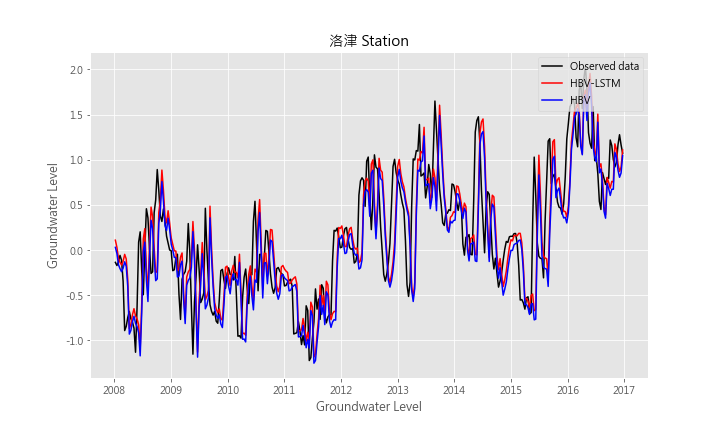 洛津 Station
Observed data
HBV-LSTM
HBV
Groundwater Level
2.0
1.5
1.0
0.5
0.0
-0.5
-1.0
2008 2009 2010 2011 2012 2013 2014 2015 2016 2017
Groundwater Level